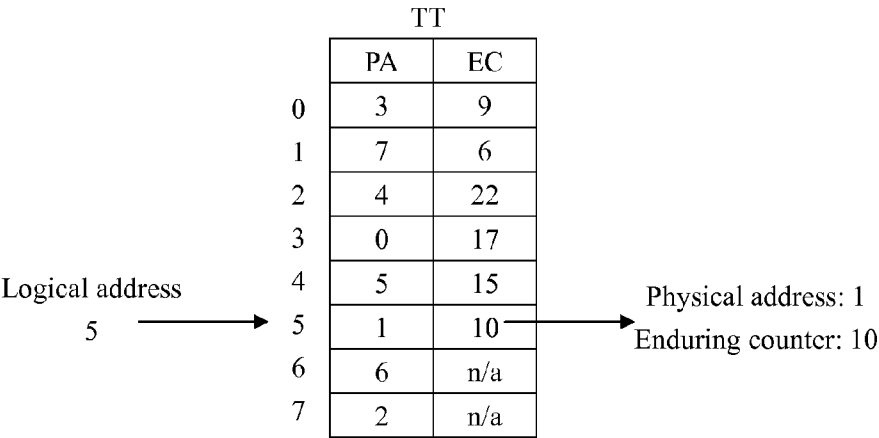 TT
PA EC
0 3 9
1 7 6
2 4 22
3 0 17
4 5 15
Logical address
5
5 1 10
Physical address: 1
Enduring counter: 10
6 6 n/a
7 2 n/a